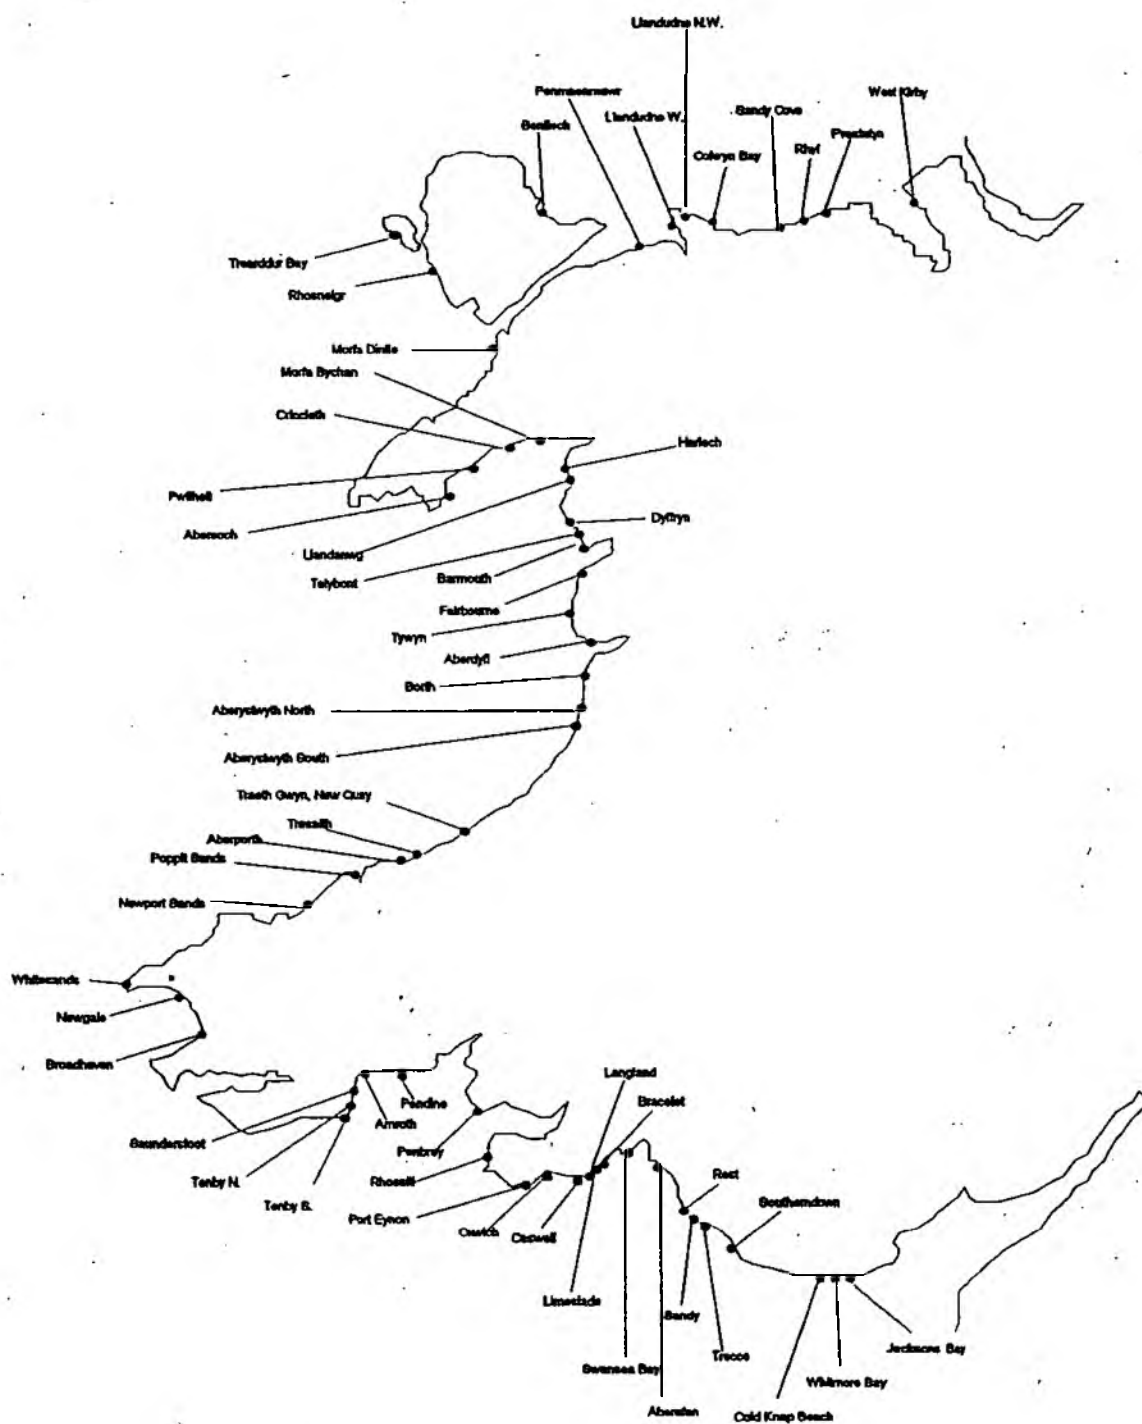 Llandudno N.W.
Penmaenmawr
Llandudno W.
Sandy Cove
West Kirby
Benllech
Prestatyn
Rhyl
Colwyn Bay
Trearddur Bay
Rhosneigr
Morfa Dinlle
Morfa Bychan
Criccieth
Harlech
Pwllheli
Abersoch
Dyffryn
Llandanwg
Talybont
Barmouth
Fairbourne
Tywyn
Aberdyfi
Borth
Aberystwyth North
Aberystwyth South
Traeth Gwyn, New Quay
Tresaith
Aberporth
Poppit Sands
Newport Sands
Whitesands
Newgale
Broadhaven
Langland
Bracelet
Pendine
Amroth
Saundersfoot
Pembrey
Rhossili
Rest
Tenby N.
Tenby S.
Southerndown
Port Eynon
Oxwich
Caswell
Limeslade
Sandy
Jacksons Bay
Trecco
Swansea Bay
Whitmore Bay
Aberafan
Cold Knap Beach